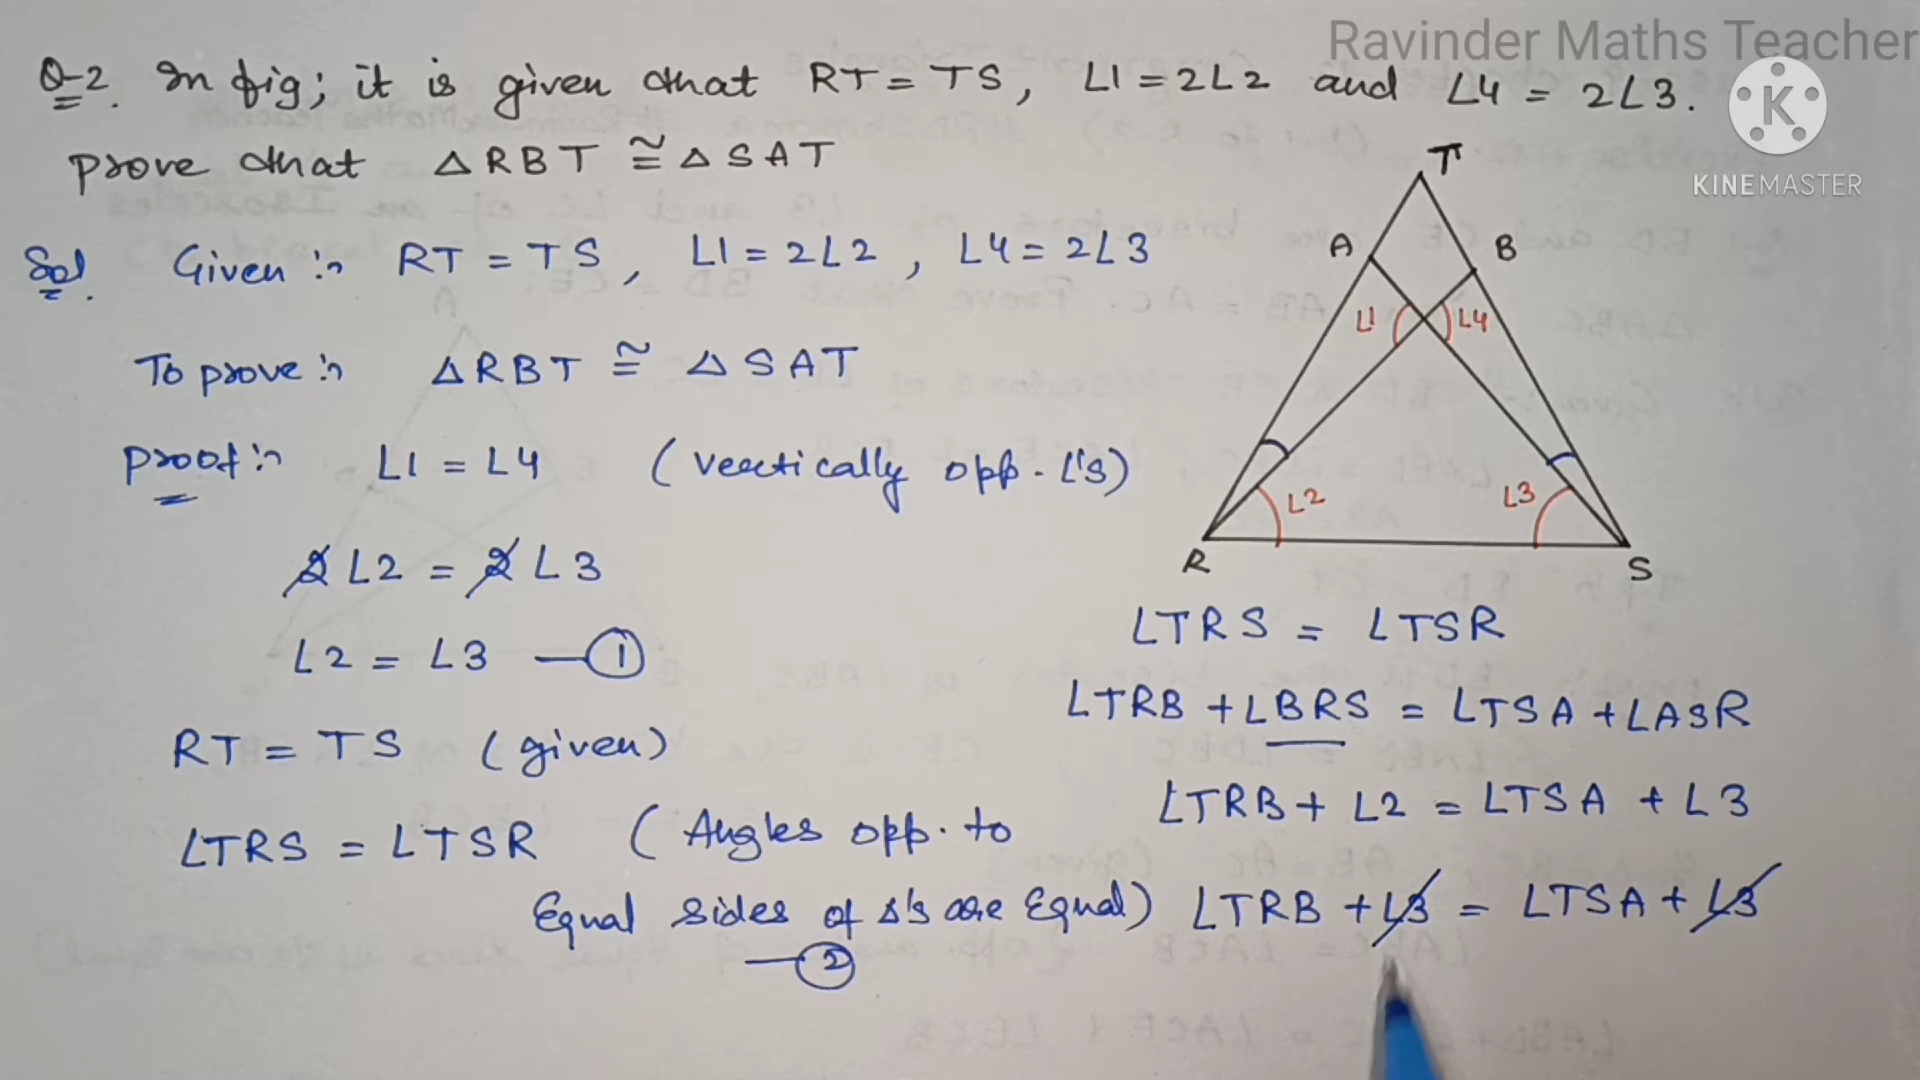 Ravinder Maths Teacher
K
KINEMASTER
Q-2. In fig; it is given that RT = TS, ∠1 = 2∠2 and ∠4 = 2∠3.
prove that △RBT ≅ △SAT
Sol. Given :- RT = TS, ∠1 = 2∠2, ∠4 = 2∠3
To prove :- △RBT ≅ △SAT
Proof :- ∠1 = ∠4 (vertically opp. ∠'s)
2∠2 = 2∠3
∠2 = ∠3 —①
RT = TS (given)
∠TRS = ∠TSR (Angles opp. to
Equal sides of △'s are Equal)
—②
T
A B
∠1 ∠4
∠2 ∠3
R S
∠TRS = ∠TSR
∠TRB + ∠BRS = ∠TSA + ∠ASR
∠TRB + ∠2 = ∠TSA + ∠3
∠TRB + ∠3 = ∠TSA + ∠3